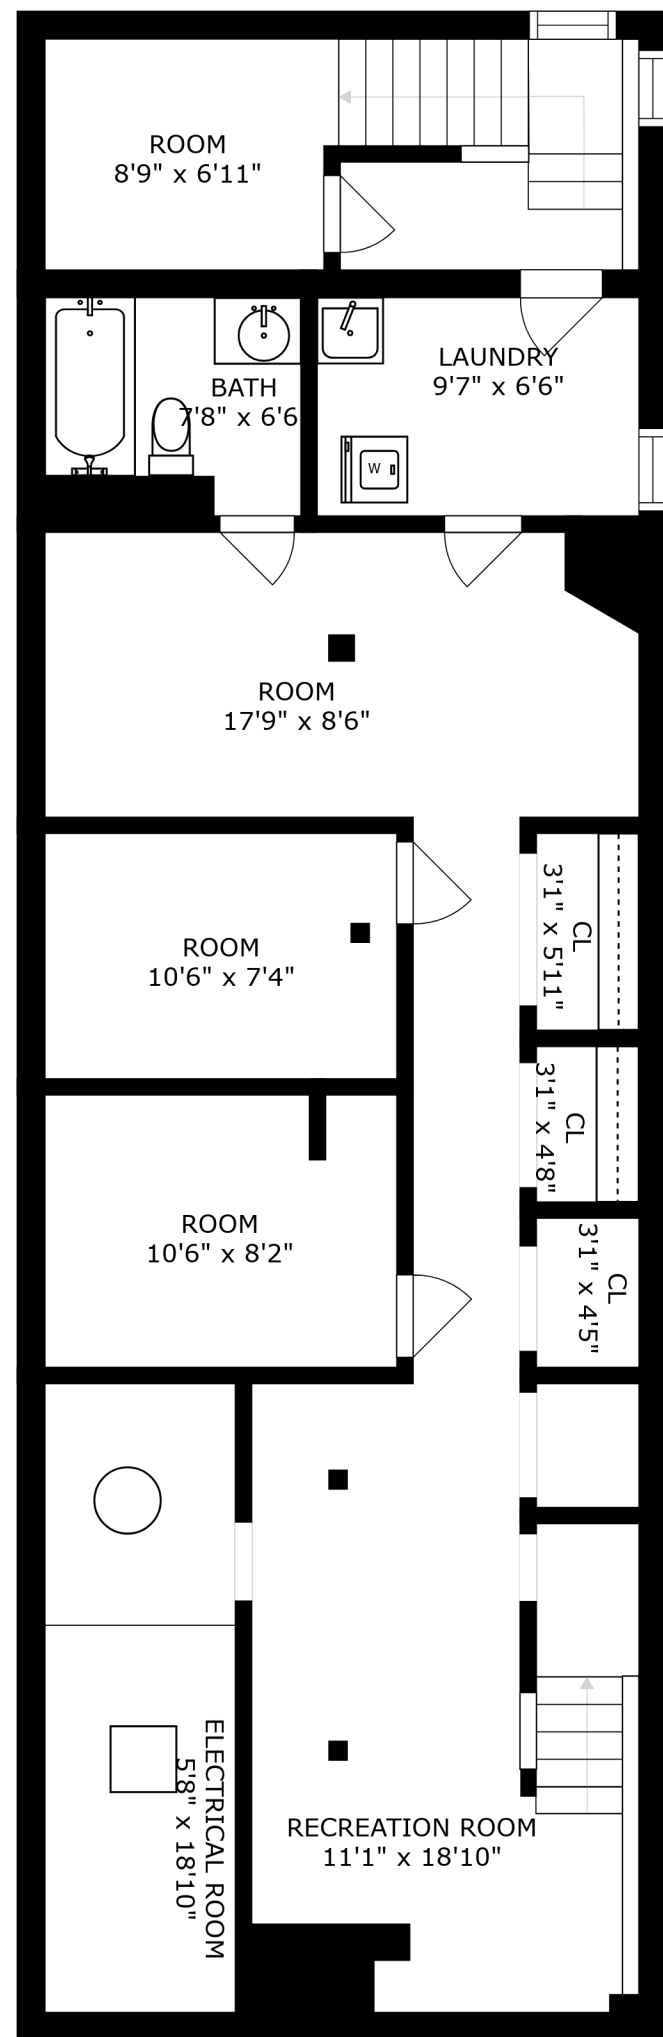 ROOM
8'9" x 6'11"
LAUNDRY
9'7" x 6'6"
BATH
7'8" x 6'6
W
ROOM
17'9" x 8'6"
CL
3'1" x 5'11"
ROOM
10'6" x 7'4"
CL
3'1" x 4'8"
ROOM
10'6" x 8'2"
CL
3'1" x 4'5"
ELECTRICAL ROOM
5'8" x 18'10"
RECREATION ROOM
11'1" x 18'10"